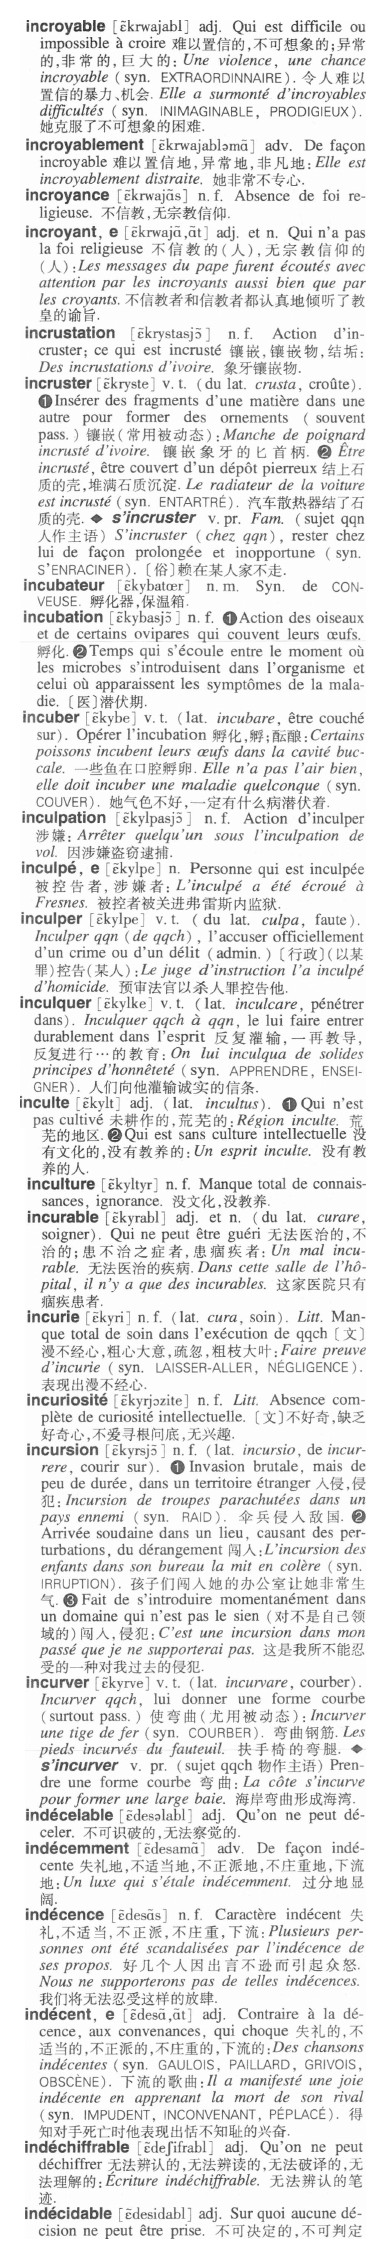 incroyable [ɛ̃krwajabl] adj. Qui est difficile ou
impossible à croire 难以置信的,不可想象的;异常
的,非常的,巨大的: Une violence, une chance
incroyable (syn. EXTRAORDINNAIRE). 令人难以
置信的暴力、机会. Elle a surmonté d'incroyables
difficultés (syn. INIMAGINABLE, PRODIGIEUX).
她克服了不可想象的困难.
incroyablement [ɛ̃krwajabləmɑ̃] adv. De façon
incroyable 难以置信地,异常地,非凡地: Elle est
incroyablement distraite. 她非常不专心.
incroyance [ɛ̃krwajɑ̃s] n. f. Absence de foi re-
ligieuse. 不信教,无宗教信仰.
incroyant, e [ɛ̃krwajɑ̃,ɑ̃t] adj. et n. Qui n'a pas
la foi religieuse 不信教的(人),无宗教信仰的
(人): Les messages du pape furent écoutés avec
attention par les incroyants aussi bien que par
les croyants. 不信教者和信教者都认真地倾听了教
皇的谕旨.
incrustation [ɛ̃krystasjɔ̃] n. f. Action d'in-
cruster; ce qui est incrusté 镶嵌,镶嵌物,结垢:
Des incrustations d'ivoire. 象牙镶嵌物.
incruster [ɛ̃kryste] v. t. (du lat. crusta, croûte).
❶Insérer des fragments d'une matière dans une
autre pour former des ornements (souvent
pass.) 镶嵌(常用被动态): Manche de poignard
incrusté d'ivoire. 镶嵌象牙的匕首柄. ❷ Être
incrusté, être couvert d'un dépôt pierreux 结上石
质的壳,堆满石质沉淀. Le radiateur de la voiture
est incrusté (syn. ENTARTRÉ). 汽车散热器结了石
质的壳. ◆ s'incruster v. pr. Fam. (sujet qqn
人作主语) S'incruster (chez qqn), rester chez
lui de façon prolongée et inopportune (syn.
S'ENRACINER). 〔俗〕赖在某人家不走.
incubateur [ɛ̃kybatœr] n. m. Syn. de CON-
VEUSE. 孵化器,保温箱.
incubation [ɛ̃kybasjɔ̃] n. f. ❶Action des oiseaux
et de certains ovipares qui couvent leurs œufs.
孵化. ❷Temps qui s'écoule entre le moment où
les microbes s'introduisent dans l'organisme et
celui où apparaissent les symptômes de la mala-
die. 〔医〕潜伏期.
incuber [ɛ̃kybe] v. t. (lat. incubare, être couché
sur). Opérer l'incubation 孵化,孵;酝酿: Certains
poissons incubent leurs œufs dans la cavité buc-
cale. 一些鱼在口腔孵卵. Elle n'a pas l'air bien,
elle doit incuber une maladie quelconque (syn.
COUVER). 她气色不好,一定有什么病潜伏着.
inculpation [ɛ̃kylpasjɔ̃] n. f. Action d'inculper
涉嫌: Arrêter quelqu'un sous l'inculpation de
vol. 因涉嫌盗窃逮捕.
inculpé, e [ɛ̃kylpe] n. Personne qui est inculpée
被控告者,涉嫌者: L'inculpé a été écroué à
Fresnes. 被控者被关进弗雷斯内监狱.
inculper [ɛ̃kylpe] v. t. (du lat. culpa, faute).
Inculper qqn (de qqch), l'accuser officiellement
d'un crime ou d'un délit (admin.) 〔行政〕(以某
罪)控告(某人): Le juge d'instruction l'a inculpé
d'homicide. 预审法官以杀人罪控告他.
inculquer [ɛ̃kylke] v. t. (lat. inculcare, pénétrer
dans). Inculquer qqch à qqn, le lui faire entrer
durablement dans l'esprit 反复灌输,一再教导,
反复进行…的教育: On lui inculqua de solides
principes d'honnêteté (syn. APPRENDRE, ENSEI-
GNER). 人们向他灌输诚实的信条.
inculte [ɛ̃kylt] adj. (lat. incultus). ❶ Qui n'est
pas cultivé 未耕作的,荒芜的: Région inculte. 荒
芜的地区. ❷Qui est sans culture intellectuelle 没
有文化的,没有教养的: Un esprit inculte. 没有教
养的人.
inculture [ɛ̃kyltyr] n. f. Manque total de connais-
sances, ignorance. 没文化,没教养.
incurable [ɛ̃kyrabl] adj. et n. (du lat. curare,
soigner). Qui ne peut être guéri 无法医治的,不
治的;患不治之症者,患痼疾者: Un mal incu-
rable. 无法医治的疾病. Dans cette salle de l'hô-
pital, il n'y a que des incurables. 这家医院只有
痼疾患者.
incurie [ɛ̃kyri] n. f. (lat. cura, soin). Litt. Man-
que total de soin dans l'exécution de qqch 〔文〕
漫不经心,粗心大意,疏忽,粗枝大叶: Faire preuve
d'incurie (syn. LAISSER-ALLER, NÉGLIGENCE).
表现出漫不经心.
incuriosité [ɛ̃kyrjozite] n. f. Litt. Absence com-
plète de curiosité intellectuelle. 〔文〕不好奇,缺乏
好奇心,不爱寻根问底,无兴趣.
incursion [ɛ̃kyrsjɔ̃] n. f. (lat. incursio, de incur-
rere, courir sur). ❶ Invasion brutale, mais de
peu de durée, dans un territoire étranger 入侵,侵
犯: Incursion de troupes parachutées dans un
pays ennemi (syn. RAID). 伞兵侵入敌国. ❷
Arrivée soudaine dans un lieu, causant des per-
turbations, du dérangement 闯入: L'incursion des
enfants dans son bureau la mit en colère (syn.
IRRUPTION). 孩子们闯入她的办公室让她非常生
气. ❸ Fait de s'introduire momentanément dans
un domaine qui n'est pas le sien (对不是自己领
域的)闯入,侵犯: C'est une incursion dans mon
passé que je ne supporterai pas. 这是我所不能忍
受的一种对我过去的侵犯.
incurver [ɛ̃kyrve] v. t. (lat. incurvare, courber).
Incurver qqch, lui donner une forme courbe
(surtout pass.) 使弯曲(尤用被动态): Incurver
une tige de fer (syn. COURBER). 弯曲钢筋. Les
pieds incurvés du fauteuil. 扶手椅的弯腿. ◆
s'incurver v. pr. (sujet qqch 物作主语) Pren-
dre une forme courbe 弯曲: La côte s'incurve
pour former une large baie. 海岸弯曲形成海湾.
indécelable [ɛ̃desəlabl] adj. Qu'on ne peut dé-
celer. 不可识破的,无法察觉的.
indécemment [ɛ̃desamɑ̃] adv. De façon indé-
cente 失礼地,不适当地,不正派地,不庄重地,下流
地: Un luxe qui s'étale indécemment. 过分地显
阔.
indécence [ɛ̃desɑ̃s] n. f. Caractère indécent 失
礼,不适当,不正派,不庄重,下流: Plusieurs per-
sonnes ont été scandalisées par l'indécence de
ses propos. 好几个人因出言不逊而引起众怒.
Nous ne supporterons pas de telles indécences.
我们将无法忍受这样的放肆.
indécent, e [ɛ̃desɑ̃,ɑ̃t] adj. Contraire à la dé-
cence, aux convenances, qui choque 失礼的,不
适当的,不正派的,不庄重的,下流的: Des chansons
indécentes (syn. GAULOIS, PAILLARD, GRIVOIS,
OBSCÈNE). 下流的歌曲: Il a manifesté une joie
indécente en apprenant la mort de son rival
(syn. IMPUDENT, INCONVENANT, PÉPLACÉ). 得
知对手死亡时他表现出恬不知耻的兴奋.
indéchiffrable [ɛ̃deʃifrabl] adj. Qu'on ne peut
déchiffrer 无法辨认的,无法辨读的,无法破译的,无
法理解的: Écriture indéchiffrable. 无法辨认的笔
迹.
indécidable [ɛ̃desidabl] adj. Sur quoi aucune dé-
cision ne peut être prise. 不可决定的,不可判定